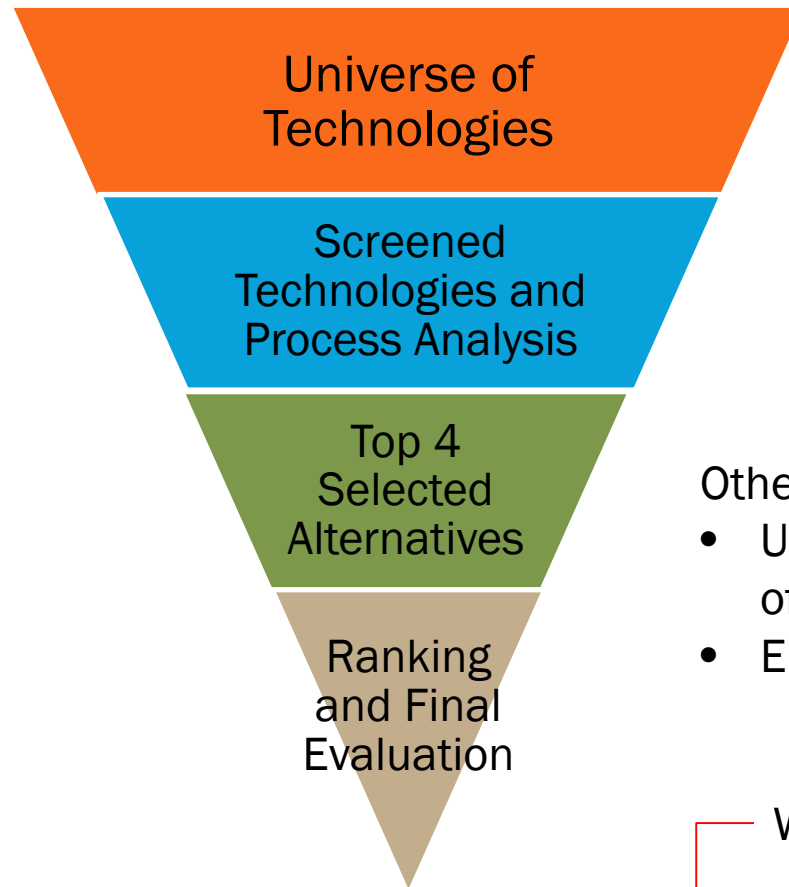 Universe of
Technologies
Screened
Technologies and
Process Analysis
Top 4
Selected
Alternatives
Ranking
and Final
Evaluation